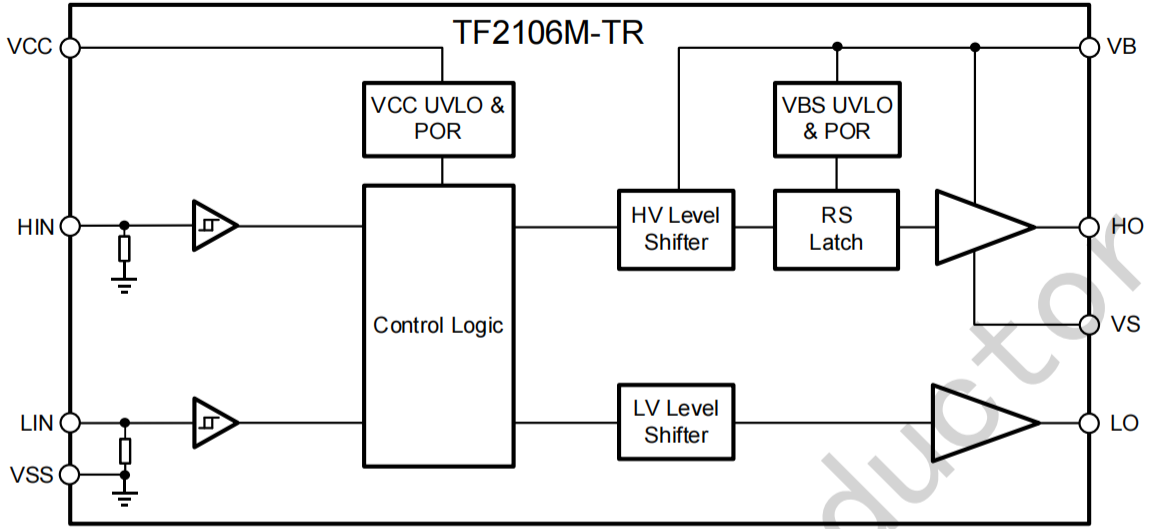 TF2106M-TR
VCC
VB
VCC UVLO &
POR
VBS UVLO
& POR
HIN
HV Level
Shifter
RS
Latch
HO
Control Logic
VS
LIN
LV Level
Shifter
LO
VSS
ductor